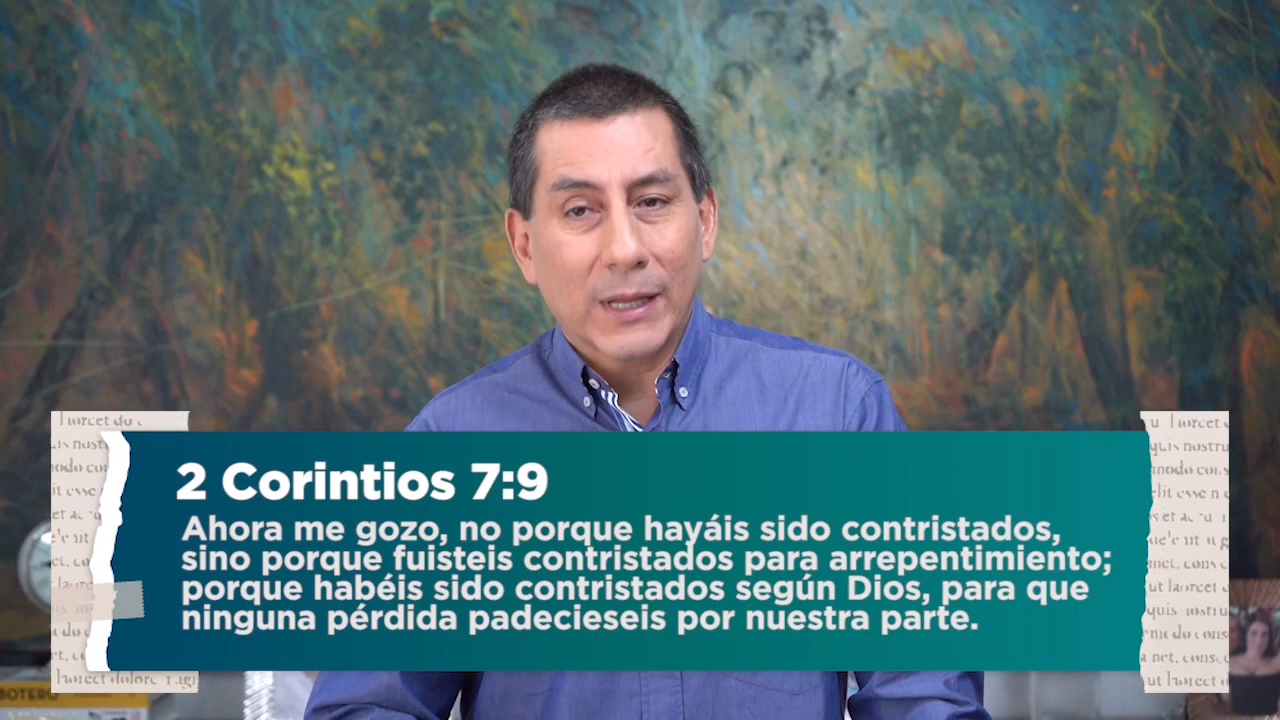 2 Corintios 7:9
Ahora me gozo, no porque hayáis sido contristados,
sino porque fuisteis contristados para arrepentimiento;
porque habéis sido contristados según Dios, para que
ninguna pérdida padecieseis por nuestra parte.
BOTERO